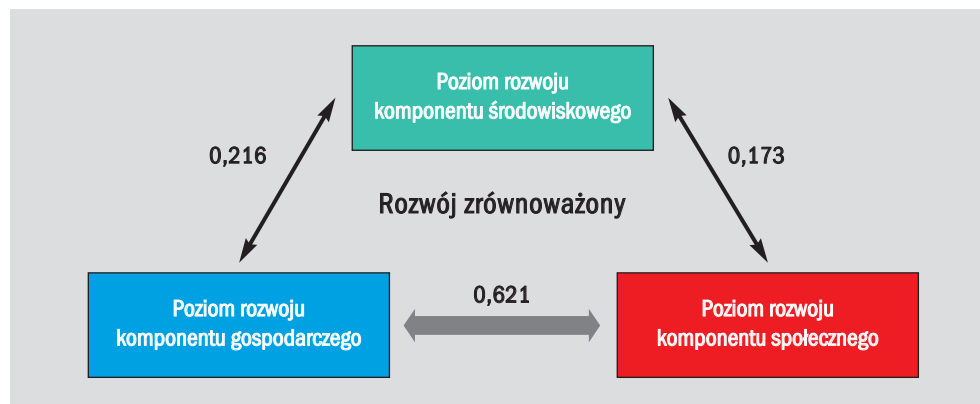 Poziom rozwoju
komponentu środowiskowego
0,216
0,173
Rozwój zrównoważony
0,621
Poziom rozwoju
komponentu gospodarczego
Poziom rozwoju
komponentu społecznego